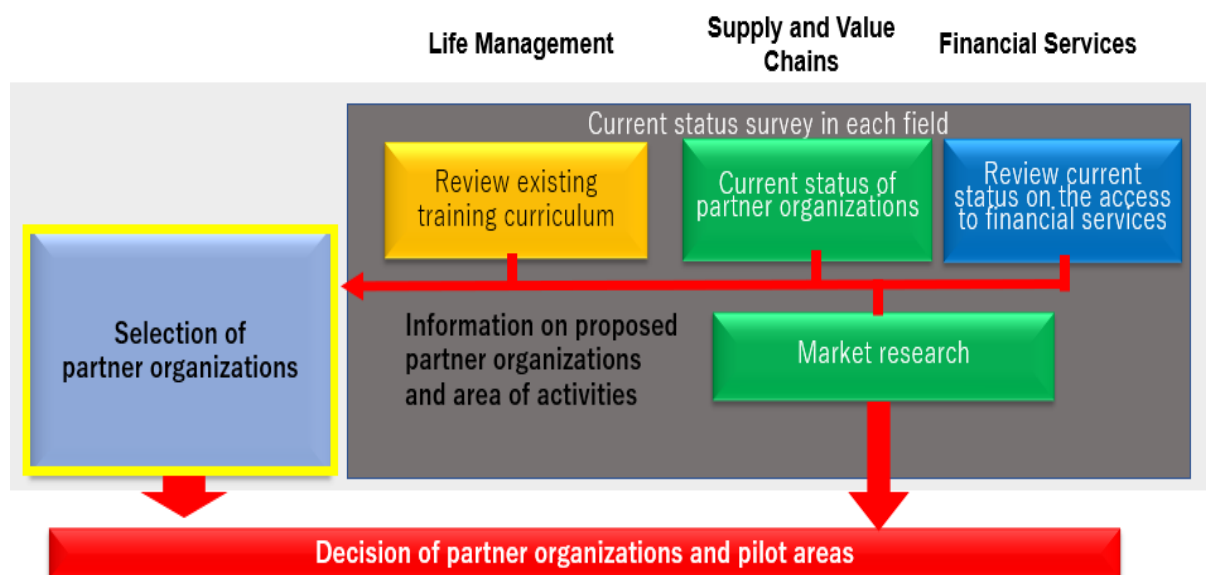 Life Management
Supply and Value
Chains
Financial Services
Current status survey in each field
Review existing
training curriculum
Current status of
partner organizations
Review current
status on the access
to financial services
Selection of
partner organizations
Information on proposed
partner organizations
and area of activities
Market research
Decision of partner organizations and pilot areas